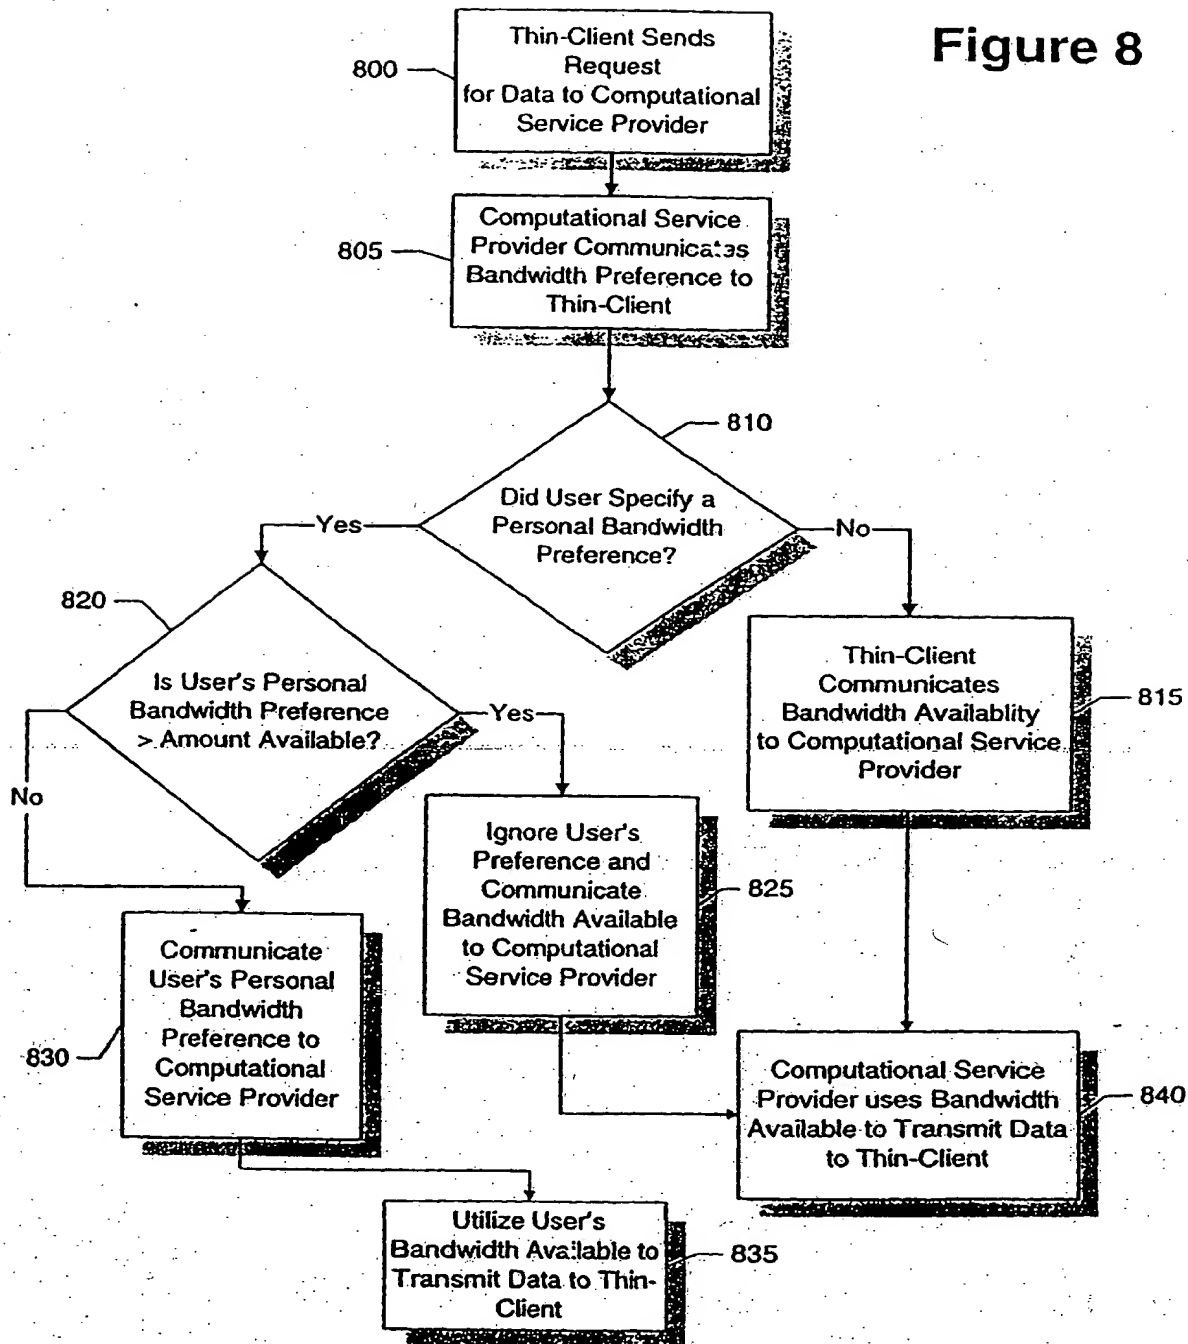 Figure 8
800
Thin-Client Sends
Request
for Data to Computational
Service Provider
805
Computational Service
Provider Communicates
Bandwidth Preference to
Thin-Client
810
Did User Specify a
Personal Bandwidth
Preference?
Yes
No
820
Is User's Personal
Bandwidth Preference
> Amount Available?
Yes
No
Thin-Client
Communicates
Bandwidth Availablity
to Computational Service
Provider
815
Ignore User's
Preference and
Communicate
Bandwidth Available
to Computational
Service Provider
825
830
Communicate
User's Personal
Bandwidth
Preference to
Computational
Service Provider
Computational Service
Provider uses Bandwidth
Available to Transmit Data
to Thin-Client
840
Utilize User's
Bandwidth Available to
Transmit Data to Thin-
Client
835